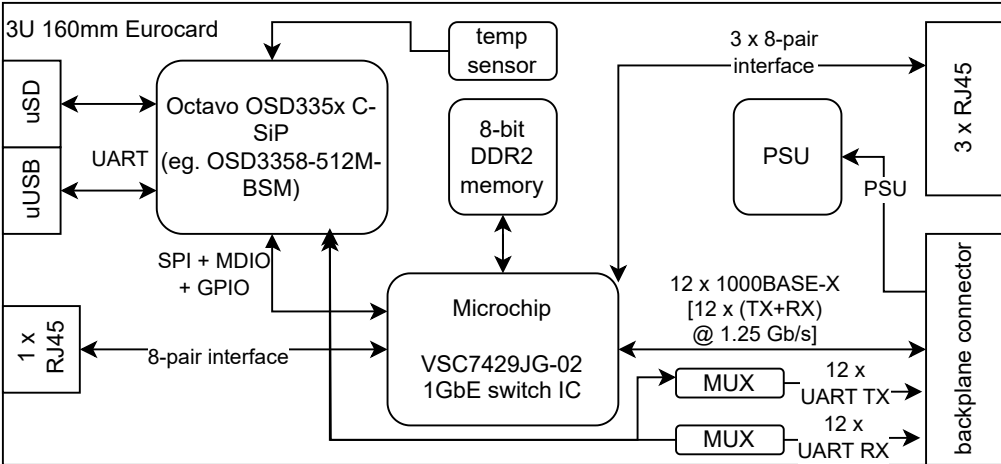 3U 160mm Eurocard
temp
sensor
3 x 8-pair
interface
3 x RJ45
uSD
uUSB
UART
Octavo OSD335x C-
SiP
(eg. OSD3358-512M-
BSM)
8-bit
DDR2
memory
PSU
PSU
SPI + MDIO
+ GPIO
1 x
RJ45
8-pair interface
Microchip
VSC7429JG-02
1GbE switch IC
12 x 1000BASE-X
[12 x (TX+RX)
@ 1.25 Gb/s]
MUX
12 x
UART TX
MUX
12 x
UART RX
backplane connector